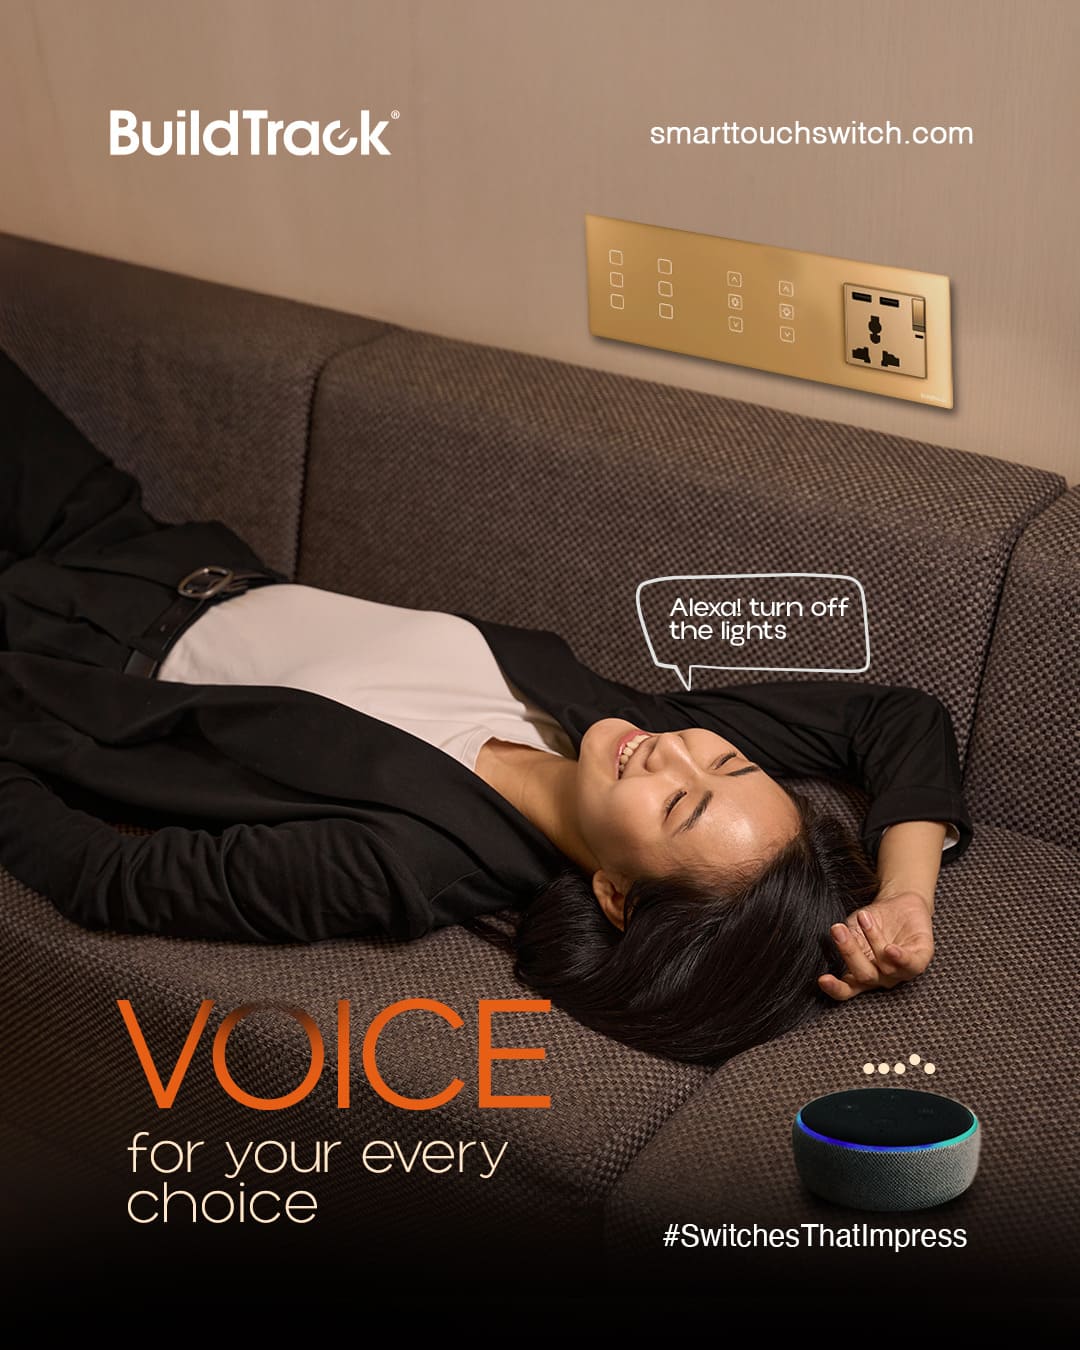 BuildTrack®
smarttouchswitch.com
Alexa! turn off
the lights
VOICE
for your every
choice
#SwitchesThatImpress